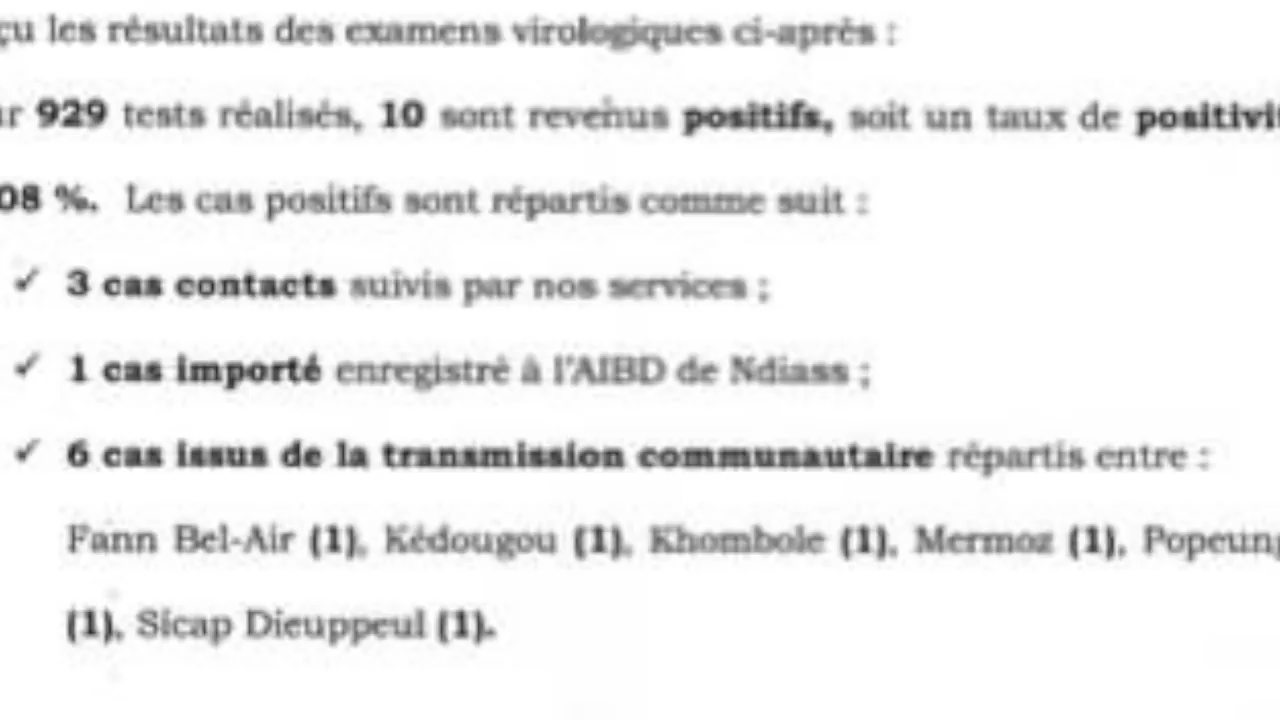 çu les résultats des examens virologiques ci-après :
r 929 tests réalisés, 10 sont revenus positifs, soit un taux de positivi
08 %. Les cas positifs sont répartis comme suit :
✓ 3 cas contacts suivis par nos services ;
✓ 1 cas importé enregistré à l'AIBD de Ndiass ;
✓ 6 cas issus de la transmission communautaire répartis entre :
Fann Bel-Air (1), Kédougou (1), Khombole (1), Mermoz (1), Popeung
(1), Sicap Dieuppeul (1).